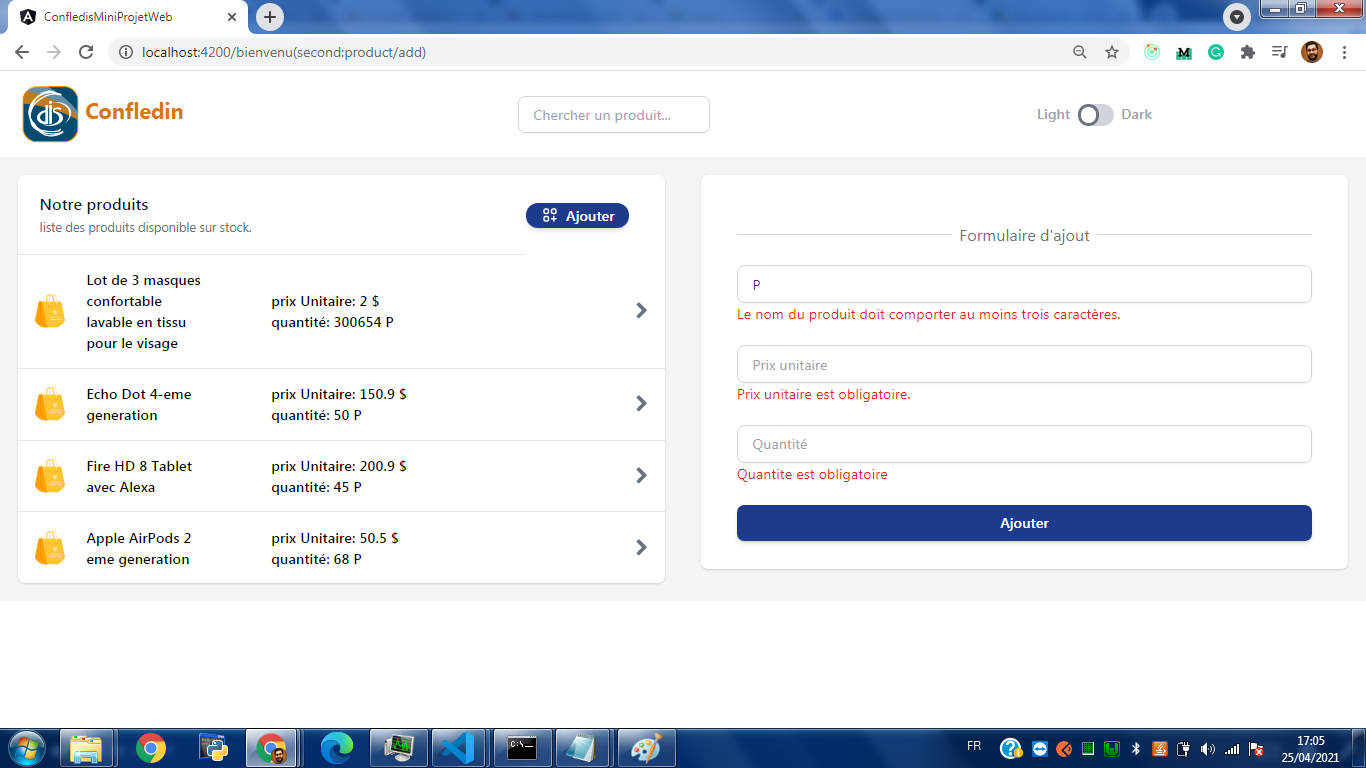 ConfledisMiniProjetWeb
localhost:4200/bienvenu(second:product/add)
dis
Confledin
Chercher un produit...
Light
Dark
Notre produits
liste des produits disponible sur stock.
Ajouter
Lot de 3 masques
confortable
lavable en tissu
pour le visage
prix Unitaire: 2 $
quantité: 300654 P
Echo Dot 4-eme
generation
prix Unitaire: 150.9 $
quantité: 50 P
Fire HD 8 Tablet
avec Alexa
prix Unitaire: 200.9 $
quantité: 45 P
Apple AirPods 2
eme generation
prix Unitaire: 50.5 $
quantité: 68 P
Formulaire d'ajout
P
Le nom du produit doit comporter au moins trois caractères.
Prix unitaire
Prix unitaire est obligatoire.
Quantité
Quantite est obligatoire
Ajouter
FR
17:05
25/04/2021